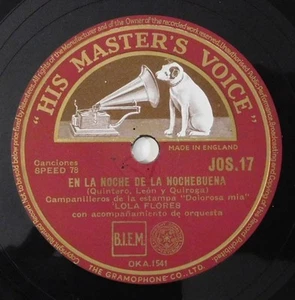 "HIS MASTER'S VOICE"
MADE IN ENGLAND
Canciones
SPEED 78
JOS.17
EN LA NOCHE DE LA NOCHEBUENA
(Quintero, León y Quiroga)
Campanilleros de la estampa "Dolorosa mía"
LOLA FLORES
con acompañamiento de orquesta
B.I.E.M.
OKA.1541
THE GRAMOPHONE CO., LTD.